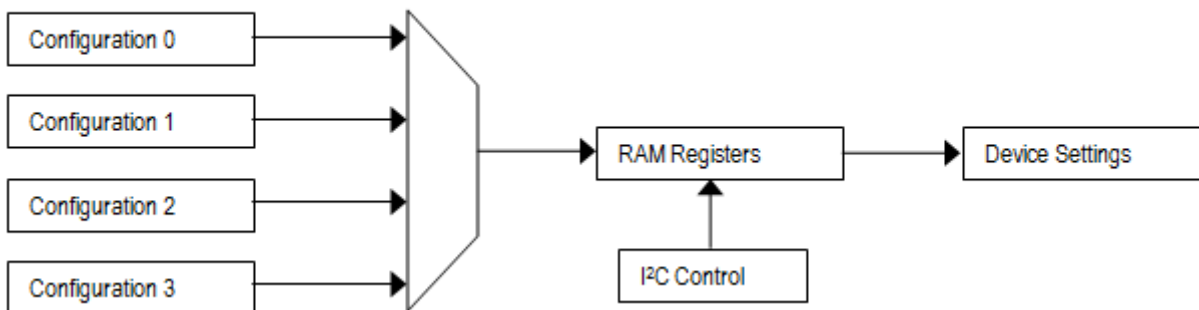 Configuration 0
Configuration 1
Configuration 2
Configuration 3
RAM Registers
Device Settings
I²C Control